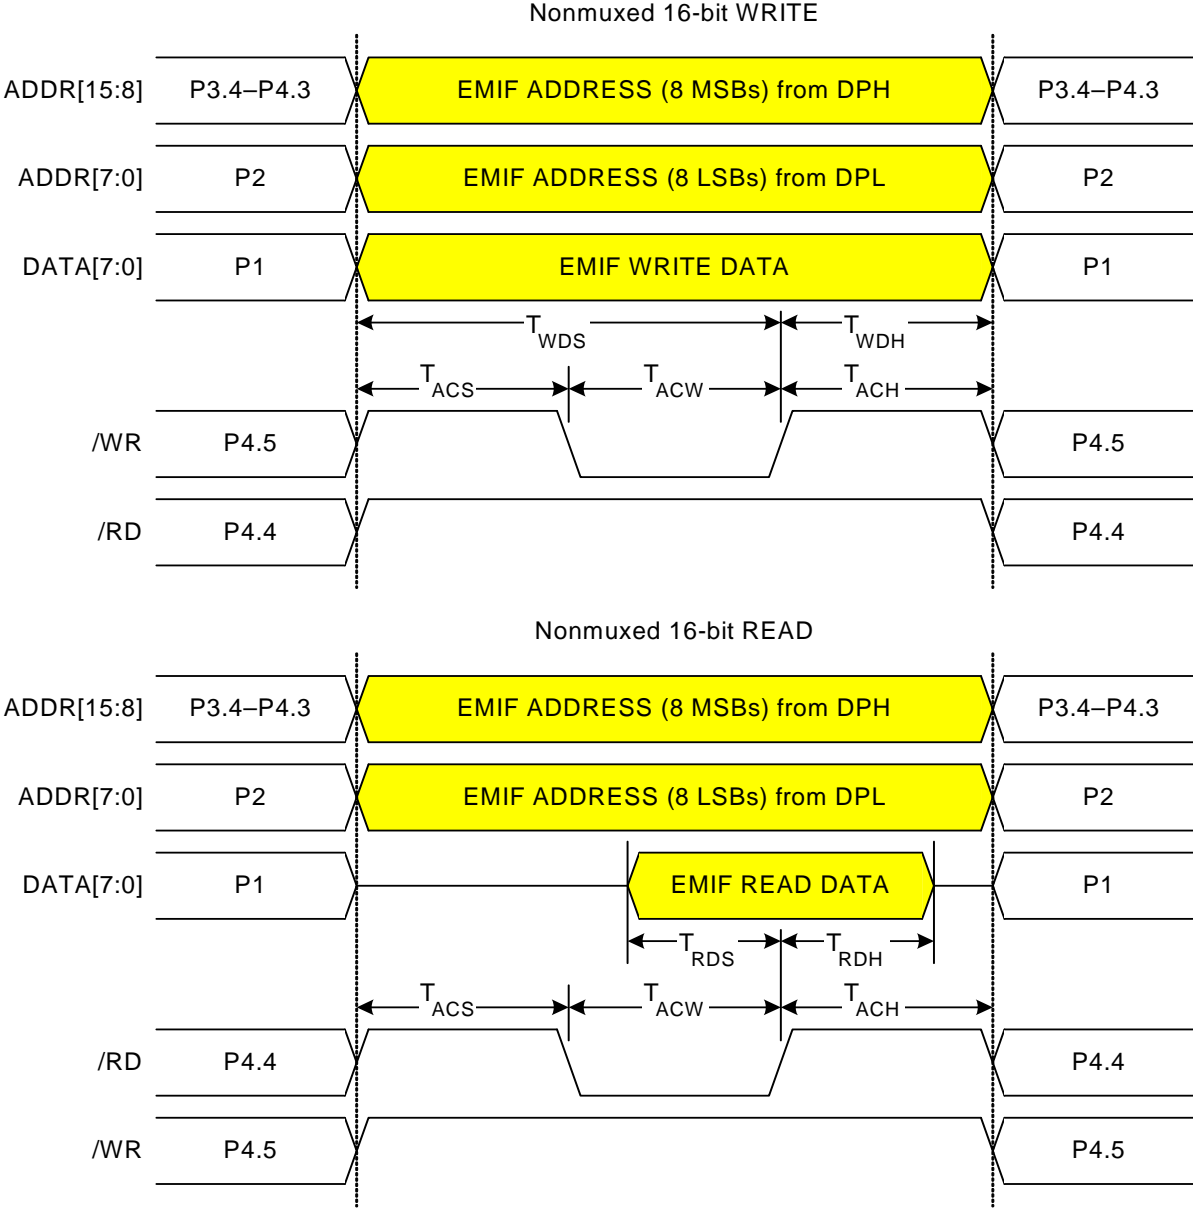 Nonmuxed 16-bit WRITE
ADDR[15:8] P3.4–P4.3 EMIF ADDRESS (8 MSBs) from DPH P3.4–P4.3
ADDR[7:0] P2 EMIF ADDRESS (8 LSBs) from DPL P2
DATA[7:0] P1 EMIF WRITE DATA P1
TWDS TWDH
TACS TACW TACH
/WR P4.5 P4.5
/RD P4.4 P4.4
Nonmuxed 16-bit READ
ADDR[15:8] P3.4–P4.3 EMIF ADDRESS (8 MSBs) from DPH P3.4–P4.3
ADDR[7:0] P2 EMIF ADDRESS (8 LSBs) from DPL P2
DATA[7:0] P1 EMIF READ DATA P1
TRDS TRDH
TACS TACW TACH
/RD P4.4 P4.4
/WR P4.5 P4.5